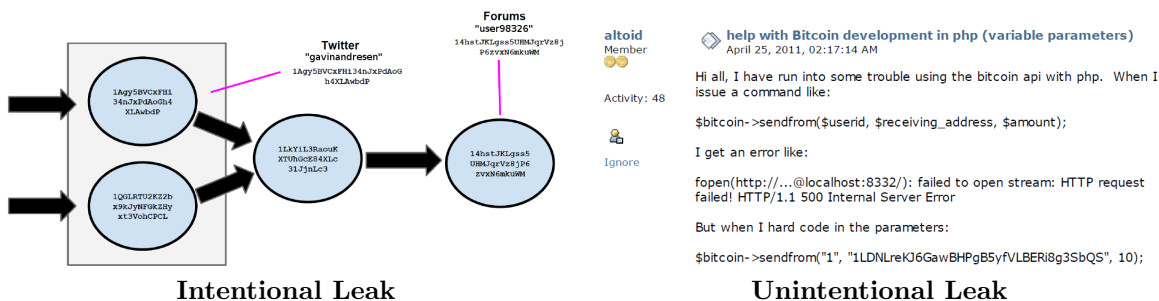 Forums
"user98326"
14hstJKLgss5UHMJqrVz8j
P6zvxN6mkuWM
Twitter
"gavinandresen"
1Agy5BVCxFHi34nJxPdAoG
h4XLAwbdP
1Agy5BVCxFHi
34nJxPdAoGh4
XLAwbdP
1QGLRTU2KZ2b
x9kJyNFGkZHy
xt3VohCPCL
1LkYiL3RaouK
XTUhGcE84XLc
31JjnLc3
14hstJKLgss5
UHMJqrVz8jP6
zvxN6mkuWM
Intentional Leak
altoid
Member
Activity: 48
Ignore
help with Bitcoin development in php (variable parameters)
April 25, 2011, 02:17:14 AM
Hi all, I have run into some trouble using the bitcoin api with php.  When I
issue a command like:
$bitcoin->sendfrom($userid, $receiving_address, $amount);
I get an error like:
fopen(http://...@localhost:8332/): failed to open stream: HTTP request
failed! HTTP/1.1 500 Internal Server Error
But when I hard code in the parameters:
$bitcoin->sendfrom("1", "1LDNLreKJ6GawBHPgB5yfVLBERi8g3SbQS", 10);
Unintentional Leak